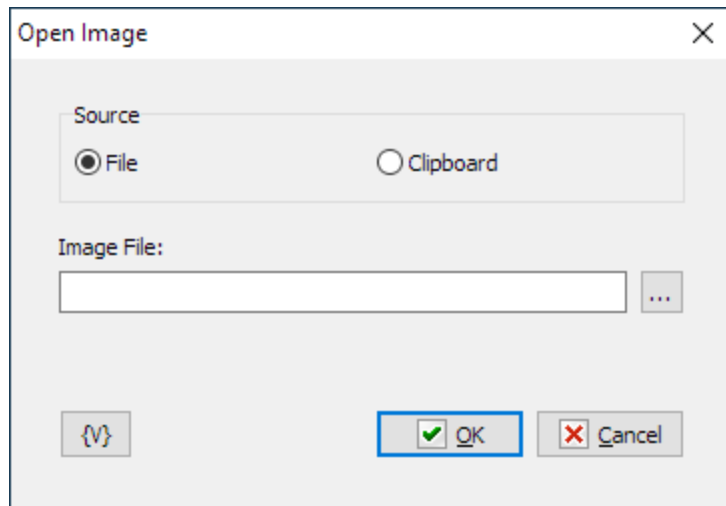 Open Image
Source
File
Clipboard
Image File:
...
{V}
OK
Cancel